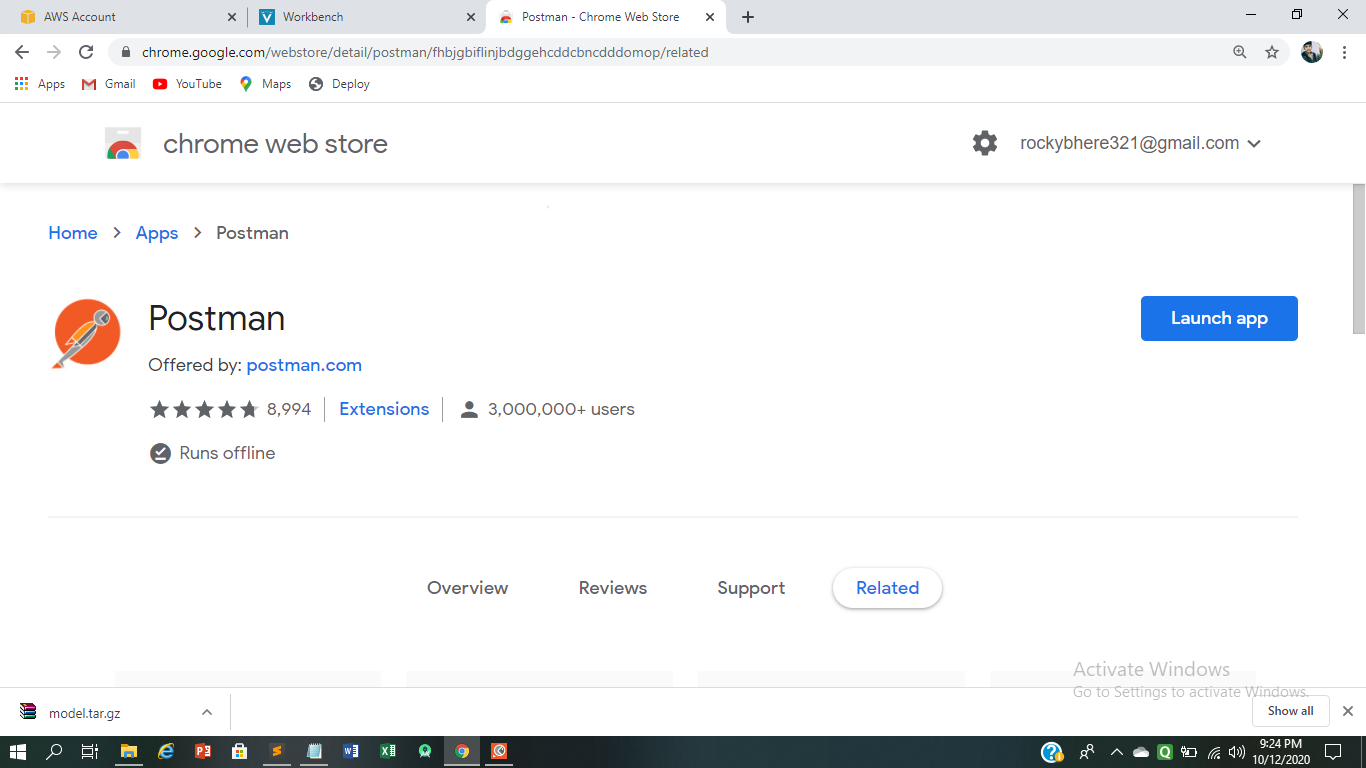 AWS Account
Workbench
Postman - Chrome Web Store
chrome.google.com/webstore/detail/postman/fhbjgbiflinjbdggehcddcbncdddomop/related
Apps
Gmail
YouTube
Maps
Deploy
chrome web store
rockybhere321@gmail.com
Home > Apps > Postman
Postman
Launch app
Offered by: postman.com
8,994
Extensions
3,000,000+ users
Runs offline
Overview
Reviews
Support
Related
Activate Windows
Go to Settings to activate Windows.
model.tar.gz
Show all
9:24 PM
10/12/2020